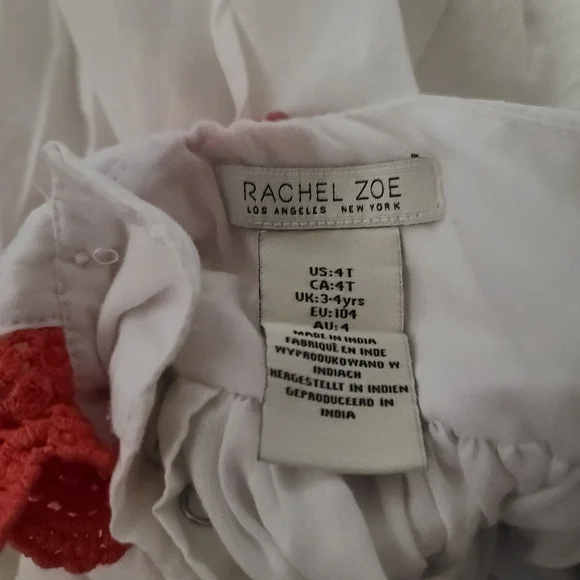 RACHEL ZOE
LOS ANGELES NEW YORK
US:4T
CA:4T
UK:3-4yrs
EU:104
AU:4
MADE IN INDIA
FABRIQUÉ EN INDE
WYPRODUKOWANO W
INDIACH
HERGESTELLT IN INDIEN
GEPRODUCEERD IN
INDIA